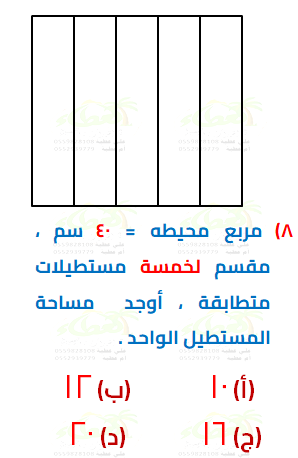 ٨) مربع محيطه = ٤٠ سم ،
مقسم لخمسة مستطيلات
متطابقة ، أوجد مساحة
المستطيل الواحد .
(أ) ١٠ (ب) ١٢
(ج) ١٦ (د) ٢٠